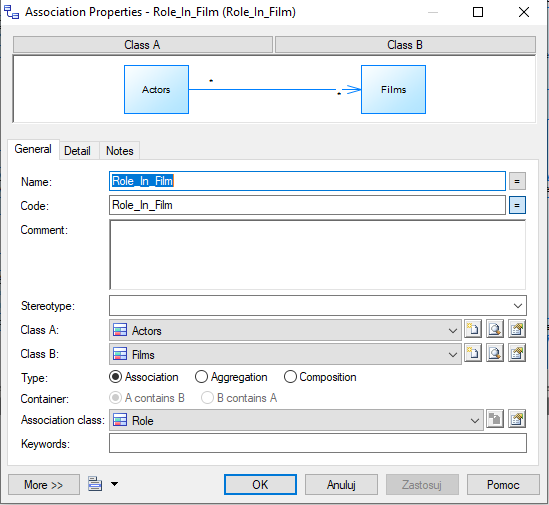 Association Properties - Role_In_Film (Role_In_Film)
Class A
Class B
Actors
*
*
Films
General
Detail
Notes
Name:
Role_In_Film
=
Code:
Role_In_Film
=
Comment:
Stereotype:
Class A:
Actors
Class B:
Films
Type:
Association
Aggregation
Composition
Container:
A contains B
B contains A
Association class:
Role
Keywords:
More >>
OK
Anuluj
Zastosuj
Pomoc